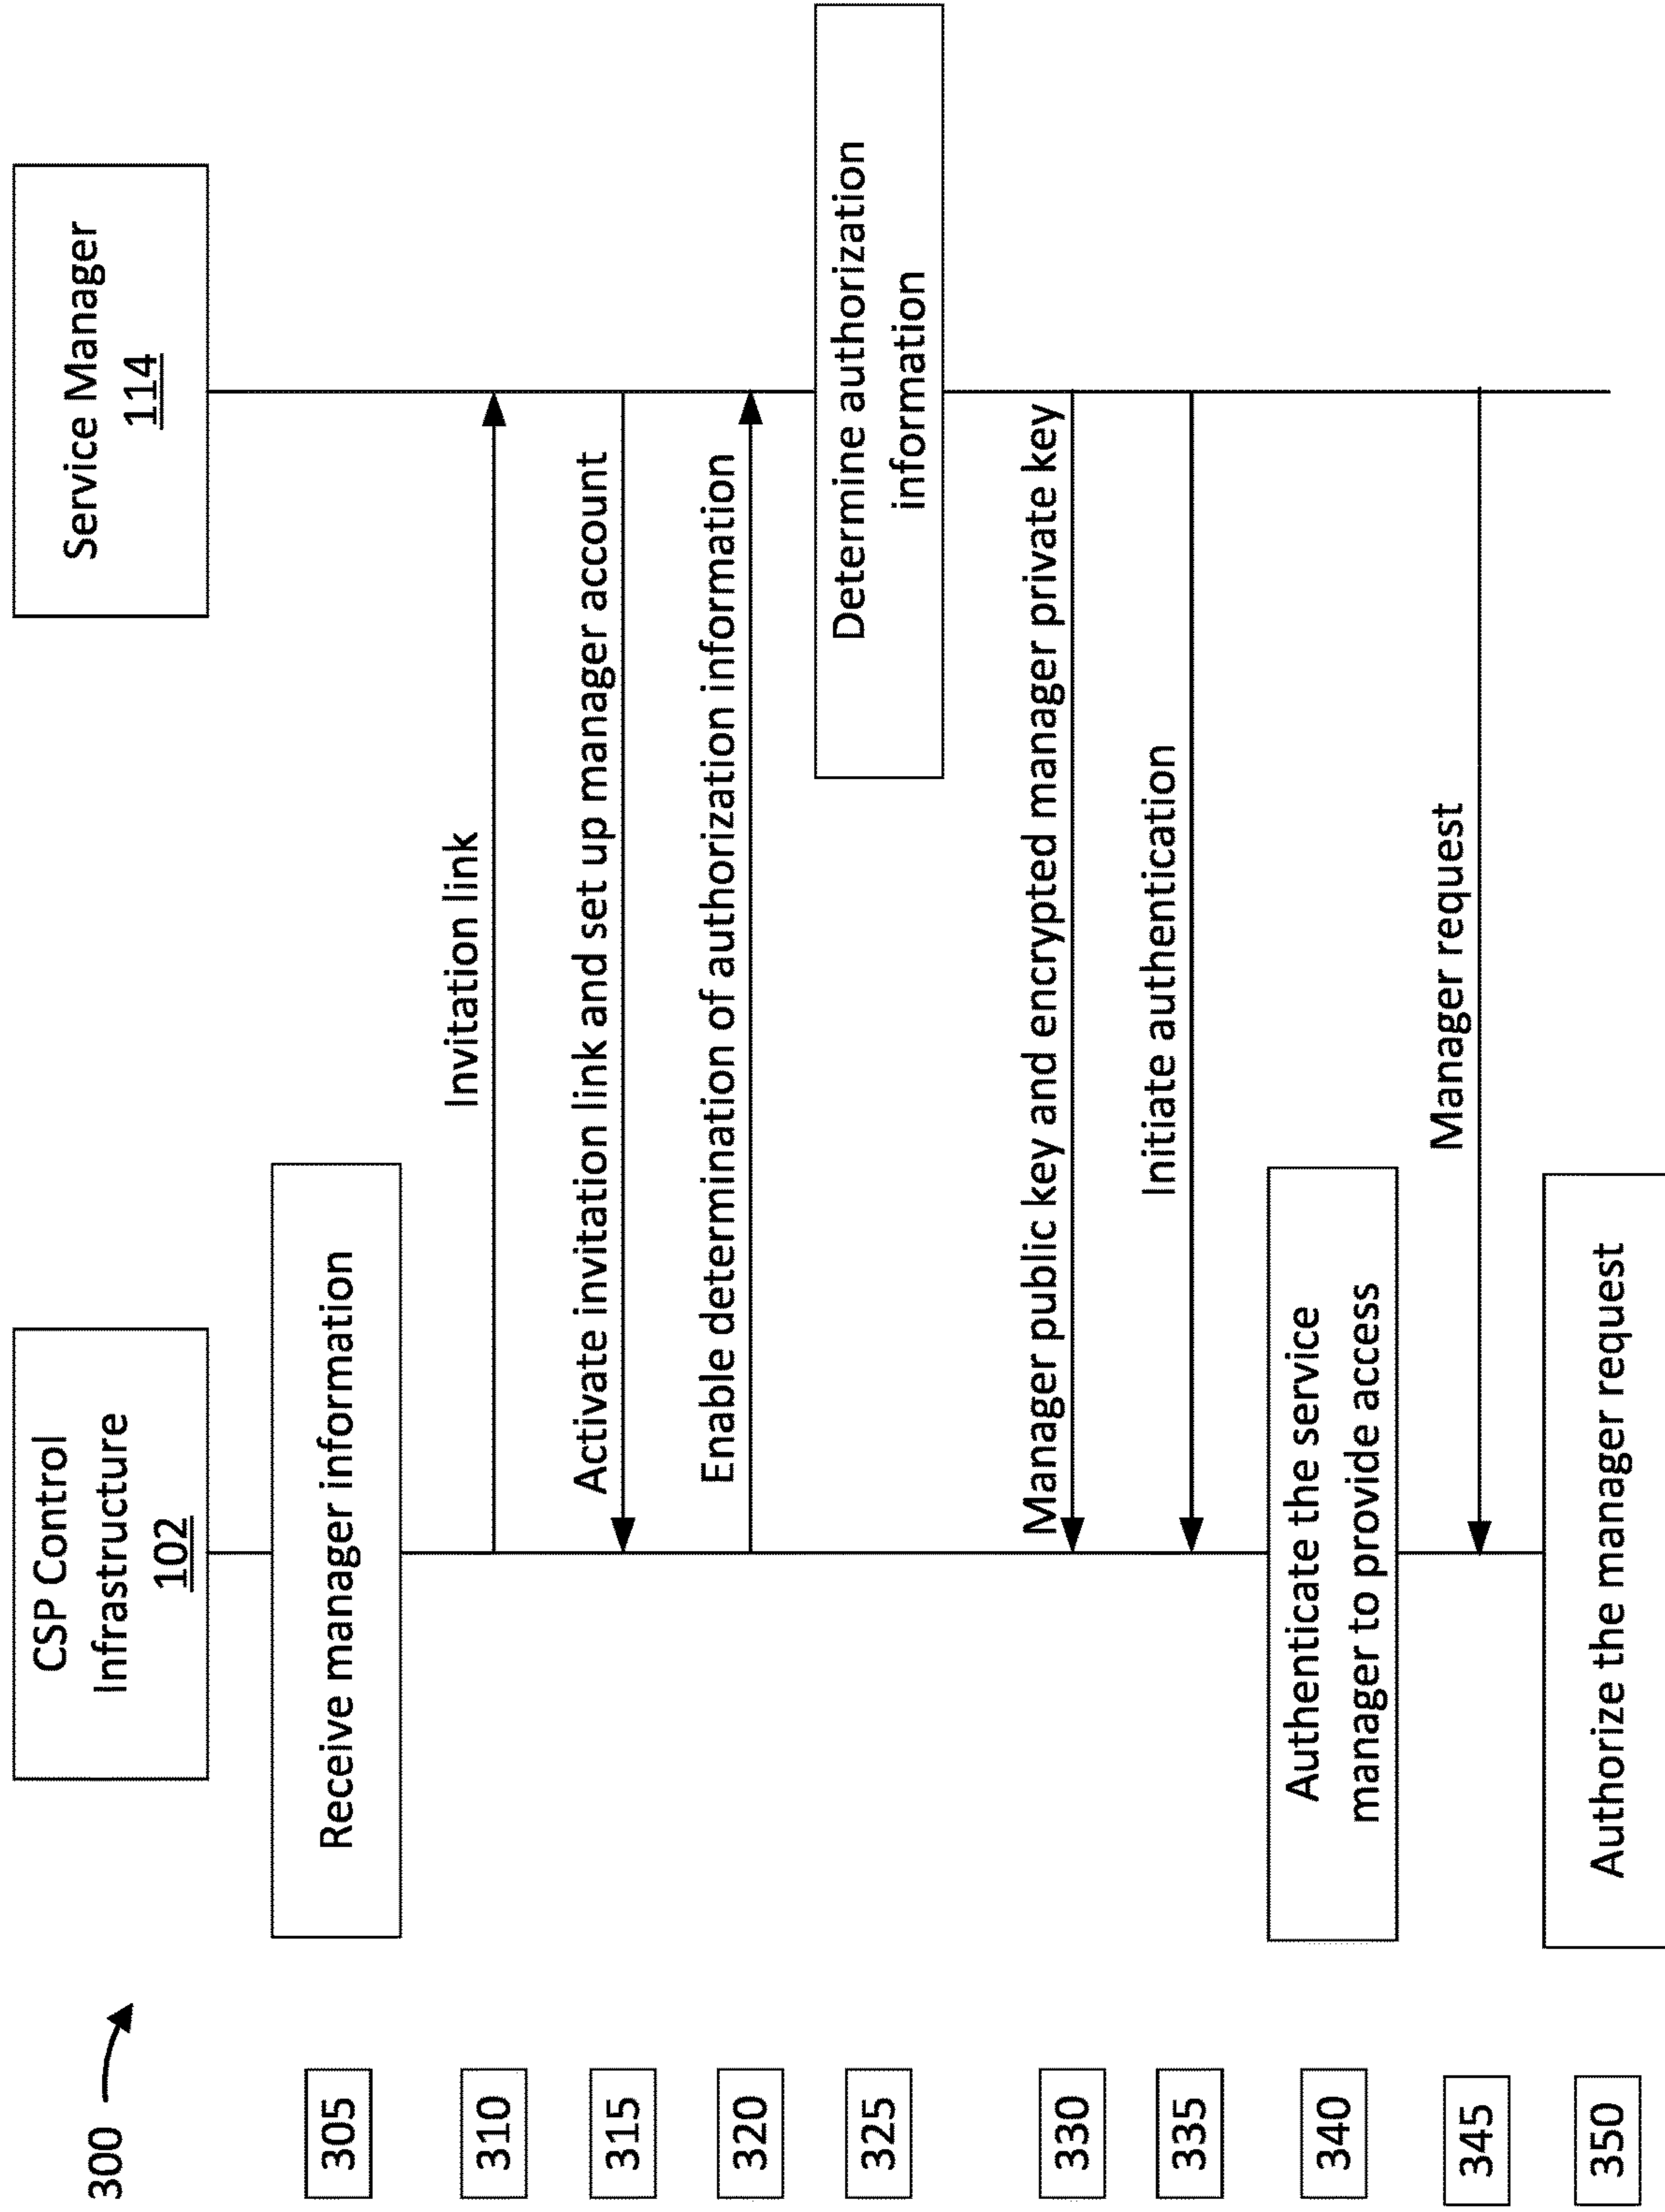 300
CSP Control
Infrastructure
102
Service Manager
114
305
Receive manager information
310
Invitation link
315
Activate invitation link and set up manager account
320
Enable determination of authorization information
325
Determine authorization
information
330
Manager public key and encrypted manager private key
335
Initiate authentication
340
Authenticate the service
manager to provide access
345
Manager request
350
Authorize the manager request